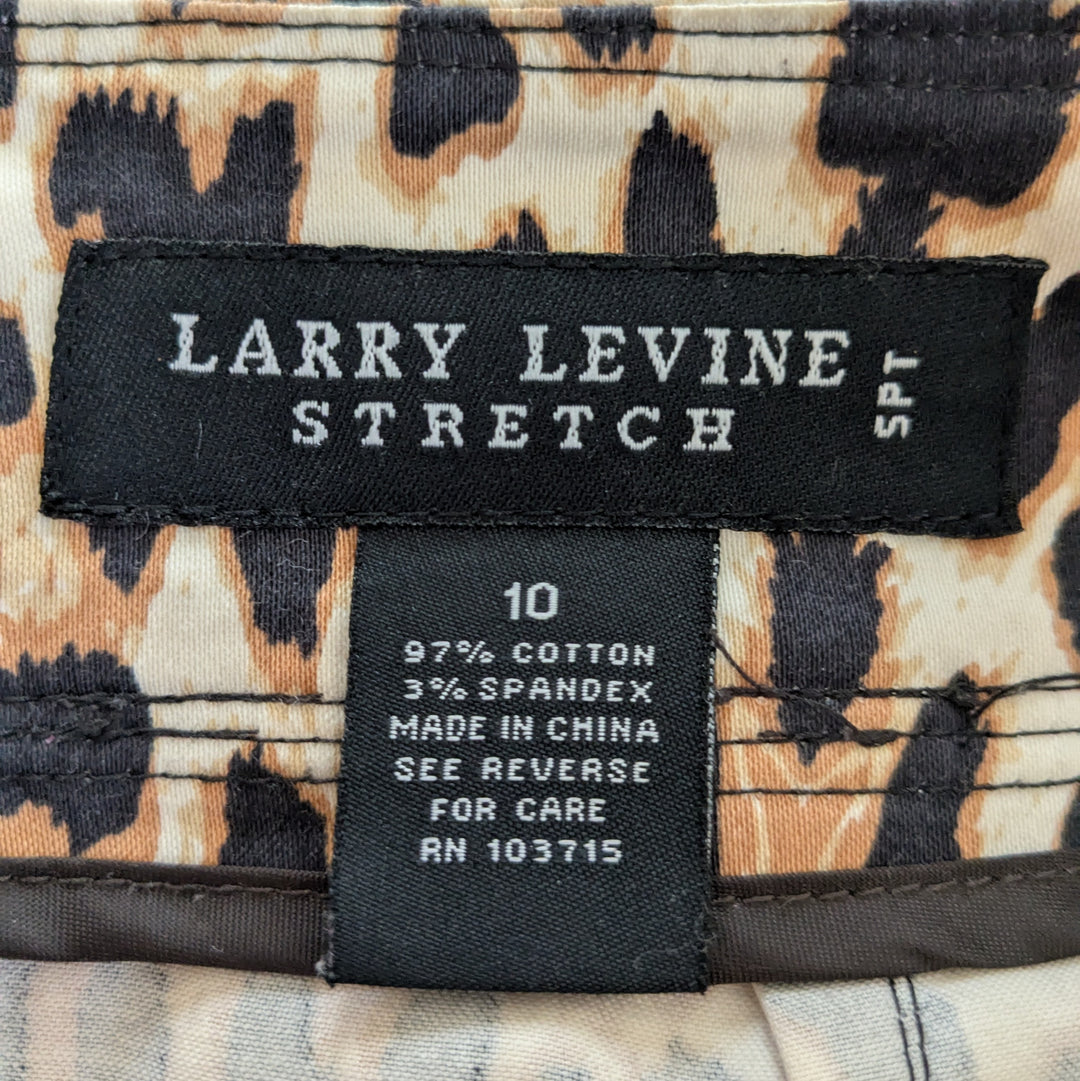 LARRY LEVINE
STRETCH
SPT
10
97% COTTON
3% SPANDEX
MADE IN CHINA
SEE REVERSE
FOR CARE
RN 103715